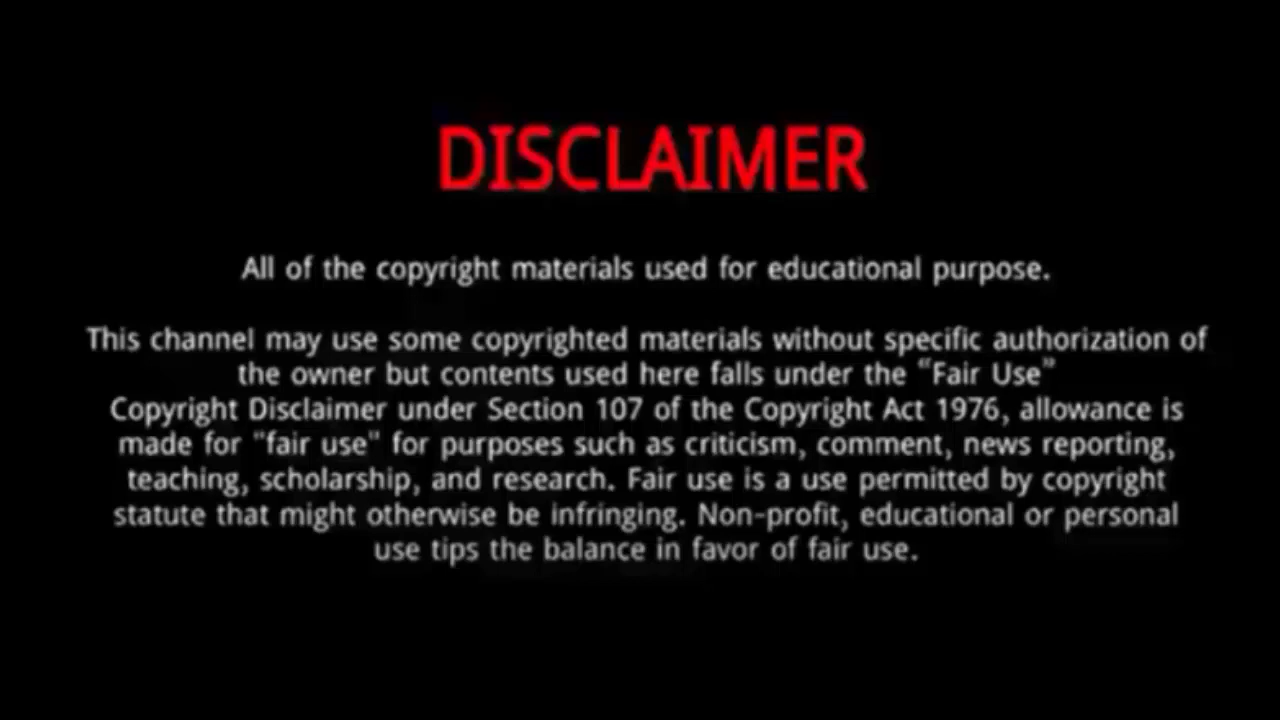 DISCLAIMER
All of the copyright materials used for educational purpose.
This channel may use some copyrighted materials without specific authorization of
the owner but contents used here falls under the “Fair Use”
Copyright Disclaimer under Section 107 of the Copyright Act 1976, allowance is
made for "fair use" for purposes such as criticism, comment, news reporting,
teaching, scholarship, and research. Fair use is a use permitted by copyright
statute that might otherwise be infringing. Non-profit, educational or personal
use tips the balance in favor of fair use.